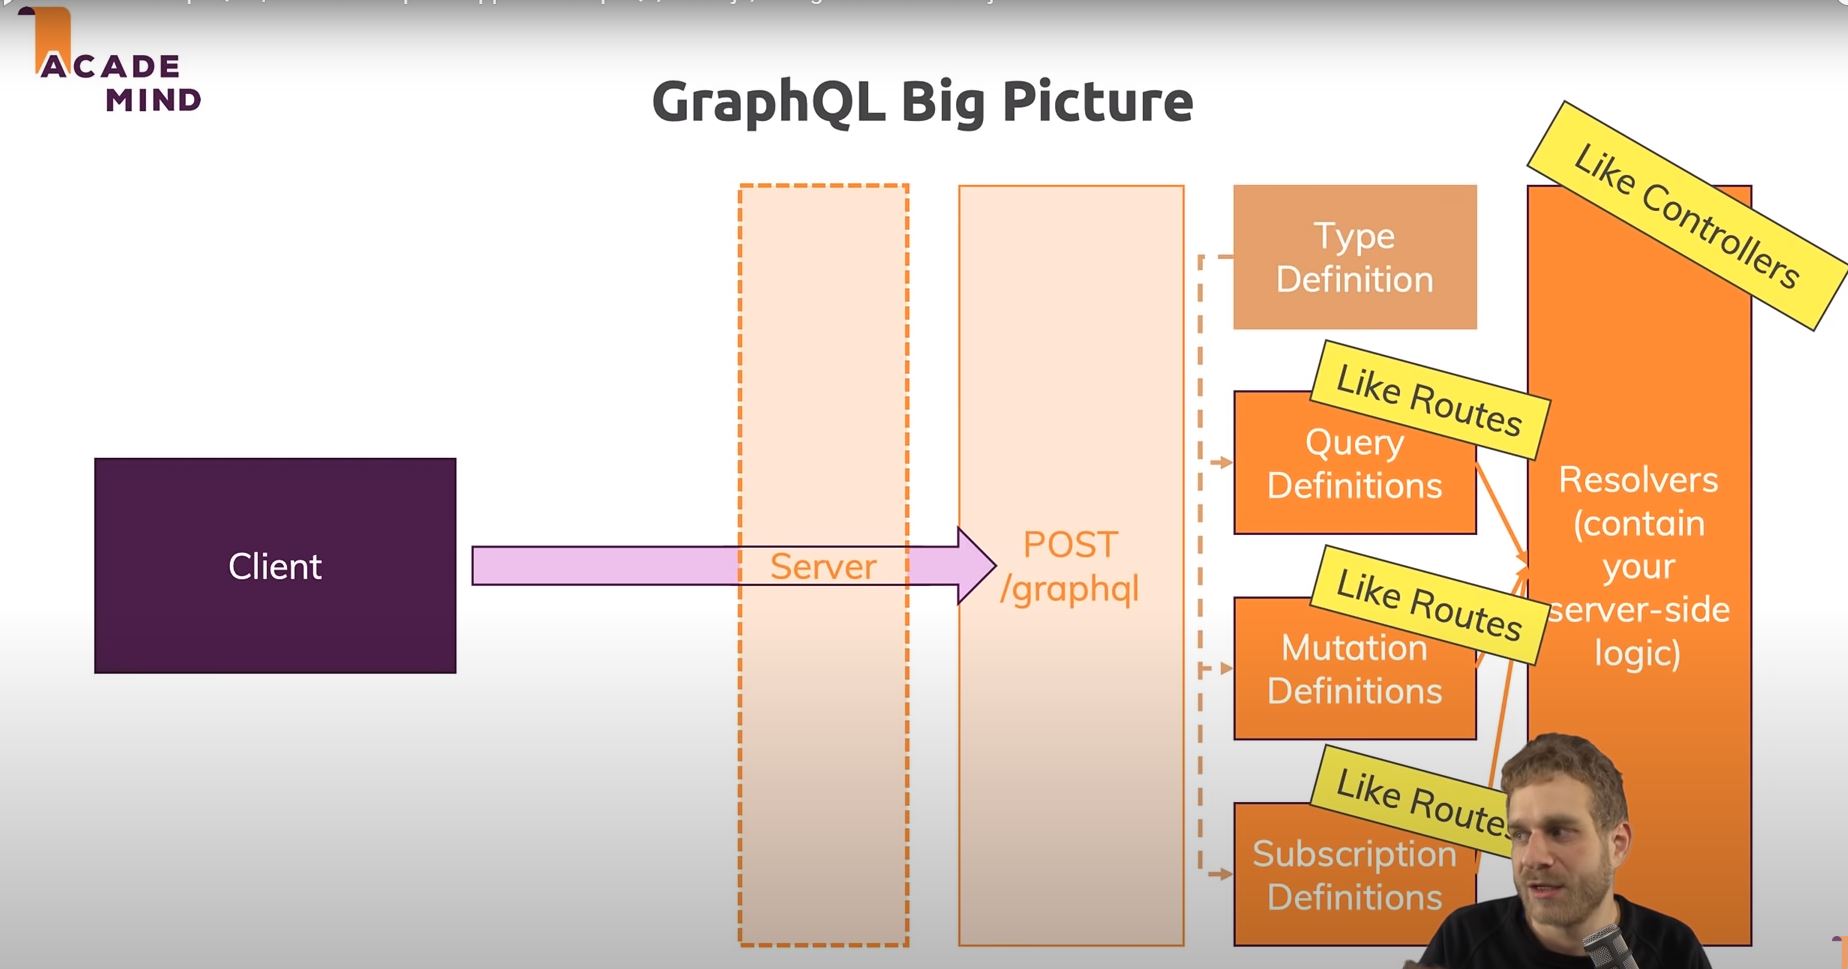 ACADE
MIND
GraphQL Big Picture
Like Controllers
Type
Definition
Like Routes
Query
Definitions
Client
Server
POST
/graphql
Resolvers
(contain
your
server-side
logic)
Like Routes
Mutation
Definitions
Like Routes
Subscription
Definitions